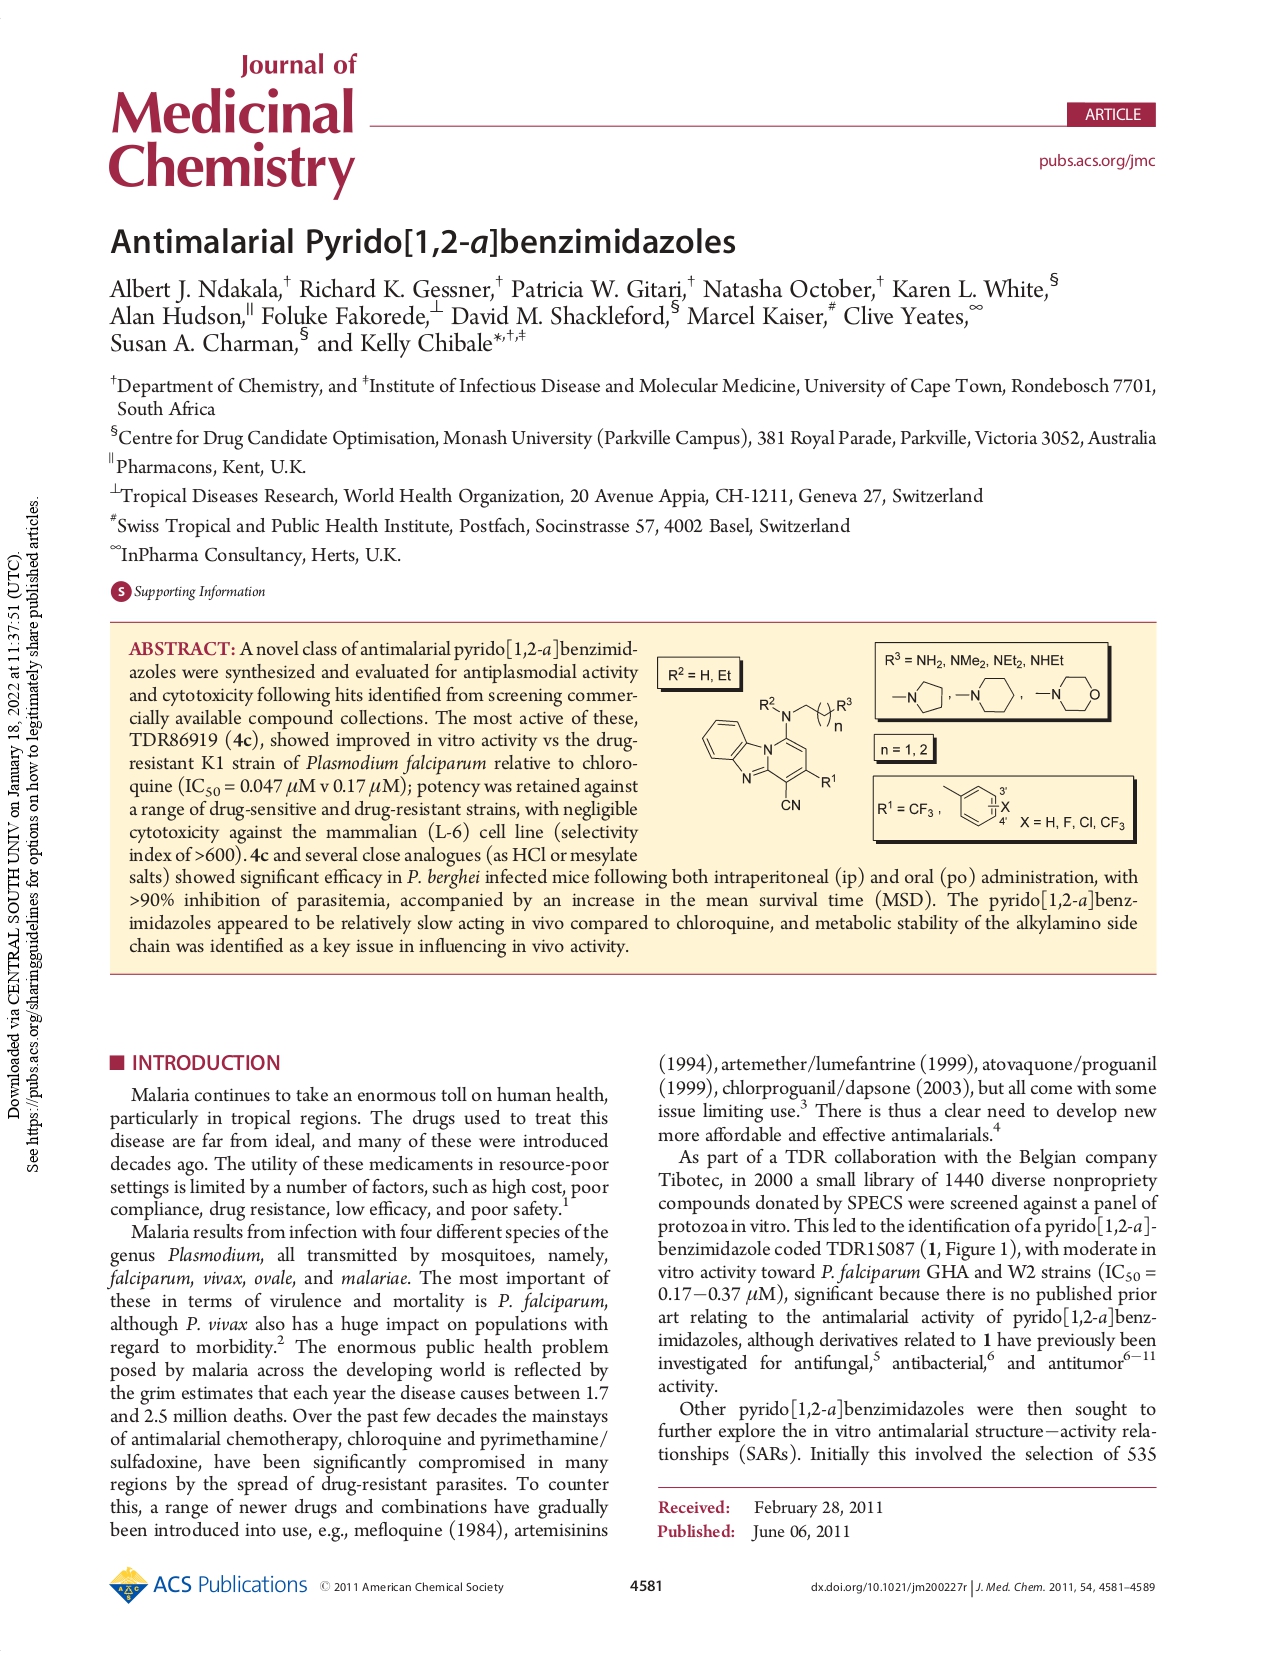 Journal of
Medicinal
Chemistry
ARTICLE
pubs.acs.org/jmc
Antimalarial Pyrido[1,2-a]benzimidazoles
Albert J. Ndakala,† Richard K. Gessner,† Patricia W. Gitari,† Natasha October,† Karen L. White,§
Alan Hudson,|| Foluke Fakorede,⊥ David M. Shackleford,§ Marcel Kaiser,# Clive Yeates,∞
Susan A. Charman,§ and Kelly Chibale*,†,‡
†Department of Chemistry, and ‡Institute of Infectious Disease and Molecular Medicine, University of Cape Town, Rondebosch 7701,
South Africa
§Centre for Drug Candidate Optimisation, Monash University (Parkville Campus), 381 Royal Parade, Parkville, Victoria 3052, Australia
||Pharmacons, Kent, U.K.
⊥Tropical Diseases Research, World Health Organization, 20 Avenue Appia, CH-1211, Geneva 27, Switzerland
#Swiss Tropical and Public Health Institute, Postfach, Socinstrasse 57, 4002 Basel, Switzerland
∞InPharma Consultancy, Herts, U.K.
S Supporting Information
ABSTRACT: A novel class of antimalarial pyrido[1,2-a]benzimid-
azoles were synthesized and evaluated for antiplasmodial activity
and cytotoxicity following hits identified from screening commer-
cially available compound collections. The most active of these,
TDR86919 (4c), showed improved in vitro activity vs the drug-
resistant K1 strain of Plasmodium falciparum relative to chloro-
quine (IC50 = 0.047 μM v 0.17 μM); potency was retained against
a range of drug-sensitive and drug-resistant strains, with negligible
cytotoxicity against the mammalian (L-6) cell line (selectivity
index of >600). 4c and several close analogues (as HCl or mesylate
salts) showed significant efficacy in P. berghei infected mice following both intraperitoneal (ip) and oral (po) administration, with
>90% inhibition of parasitemia, accompanied by an increase in the mean survival time (MSD). The pyrido[1,2-a]benz-
imidazoles appeared to be relatively slow acting in vivo compared to chloroquine, and metabolic stability of the alkylamino side
chain was identified as a key issue in influencing in vivo activity.
R2 = H, Et
R3 = NH2, NMe2, NEt2, NHEt
N , N , N O
n = 1, 2
R1 = CF3 , 3' X 4' X = H, F, Cl, CF3
R2 N R3
n
N
N R1
CN
INTRODUCTION
Malaria continues to take an enormous toll on human health,
particularly in tropical regions. The drugs used to treat this
disease are far from ideal, and many of these were introduced
decades ago. The utility of these medicaments in resource-poor
settings is limited by a number of factors, such as high cost, poor
compliance, drug resistance, low efficacy, and poor safety.1
Malaria results from infection with four different species of the
genus Plasmodium, all transmitted by mosquitoes, namely,
falciparum, vivax, ovale, and malariae. The most important of
these in terms of virulence and mortality is P. falciparum,
although P. vivax also has a huge impact on populations with
regard to morbidity.2 The enormous public health problem
posed by malaria across the developing world is reflected by
the grim estimates that each year the disease causes between 1.7
and 2.5 million deaths. Over the past few decades the mainstays
of antimalarial chemotherapy, chloroquine and pyrimethamine/
sulfadoxine, have been significantly compromised in many
regions by the spread of drug-resistant parasites. To counter
this, a range of newer drugs and combinations have gradually
been introduced into use, e.g., mefloquine (1984), artemisinins
(1994), artemether/lumefantrine (1999), atovaquone/proguanil
(1999), chlorproguanil/dapsone (2003), but all come with some
issue limiting use.3 There is thus a clear need to develop new
more affordable and effective antimalarials.4
As part of a TDR collaboration with the Belgian company
Tibotec, in 2000 a small library of 1440 diverse nonpropriety
compounds donated by SPECS were screened against a panel of
protozoa in vitro. This led to the identification of a pyrido[1,2-a]-
benzimidazole coded TDR15087 (1, Figure 1), with moderate in
vitro activity toward P. falciparum GHA and W2 strains (IC50 =
0.17−0.37 μM), significant because there is no published prior
art relating to the antimalarial activity of pyrido[1,2-a]benz-
imidazoles, although derivatives related to 1 have previously been
investigated for antifungal,5 antibacterial,6 and antitumor6−11
activity.
Other pyrido[1,2-a]benzimidazoles were then sought to
further explore the in vitro antimalarial structure−activity rela-
tionships (SARs). Initially this involved the selection of 535
Received: February 28, 2011
Published: June 06, 2011
ACS Publications © 2011 American Chemical Society
4581
dx.doi.org/10.1021/jm200227r | J. Med. Chem. 2011, 54, 4581–4589
Downloaded via CENTRAL SOUTH UNIV on January 18, 2022 at 11:37:51 (UTC).
See https://pubs.acs.org/sharingguidelines for options on how to legitimately share published articles.